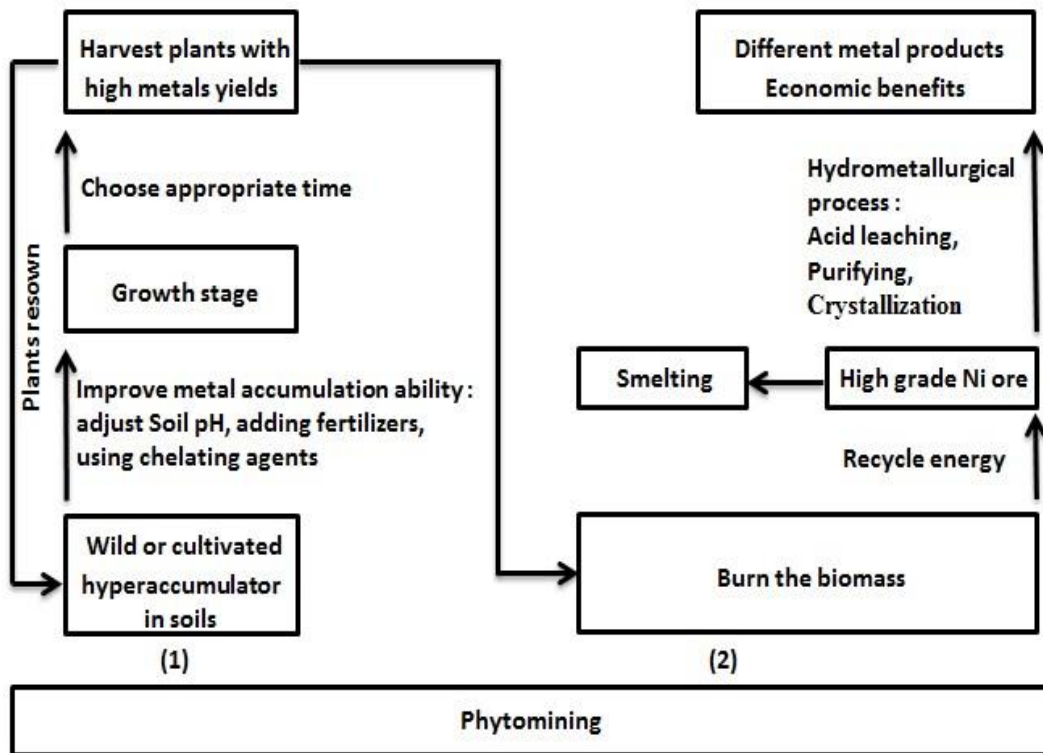 Harvest plants with
high metals yields
Choose appropriate time
Plants resown
Growth stage
Improve metal accumulation ability :
adjust Soil pH, adding fertilizers,
using chelating agents
Wild or cultivated
hyperaccumulator
in soils
(1)
Different metal products
Economic benefits
Hydrometallurgical
process :
Acid leaching,
Purifying,
Crystallization
Smelting
High grade Ni ore
Recycle energy
Burn the biomass
(2)
Phytomining